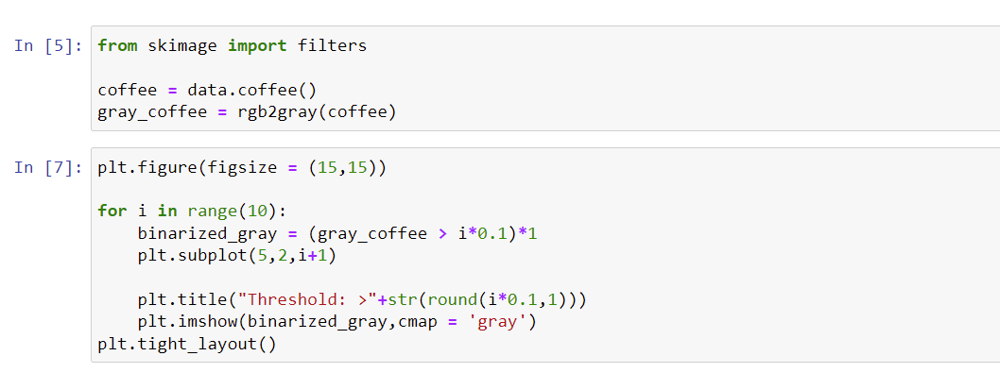 In [5]: from skimage import filters
coffee = data.coffee()
gray_coffee = rgb2gray(coffee)
In [7]: plt.figure(figsize = (15,15))
for i in range(10):
    binarized_gray = (gray_coffee > i*0.1)*1
    plt.subplot(5,2,i+1)
    plt.title("Threshold: >"+str(round(i*0.1,1)))
    plt.imshow(binarized_gray,cmap = 'gray')
plt.tight_layout()